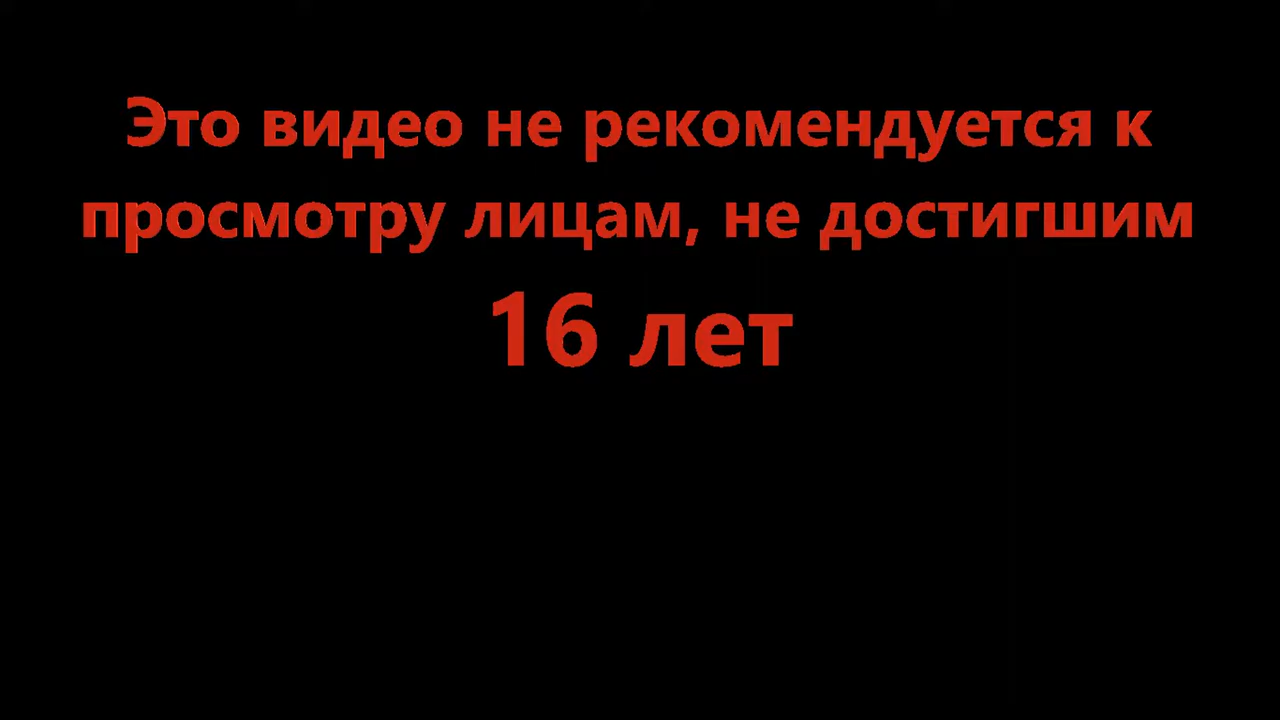 Это видео не рекомендуется к
просмотру лицам, не достигшим
16 лет